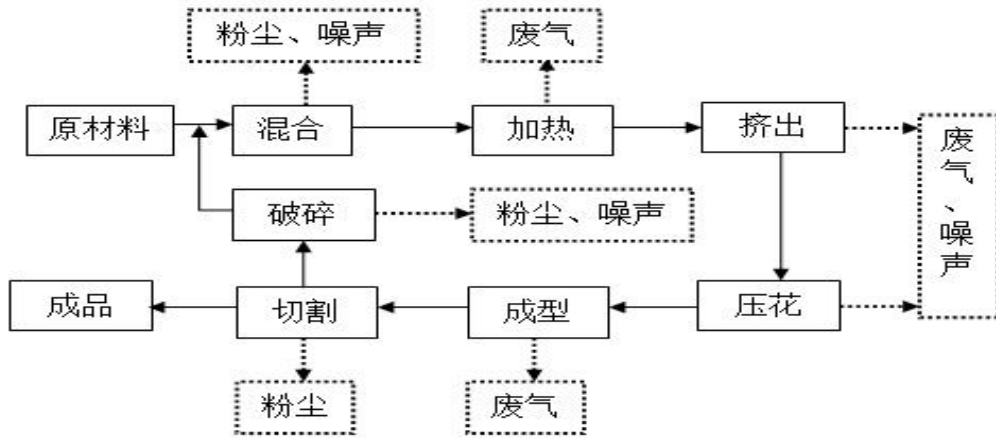 粉尘、噪声
废气
原材料
混合
加热
挤出
废气、噪声
破碎
粉尘、噪声
成品
切割
成型
压花
粉尘
废气